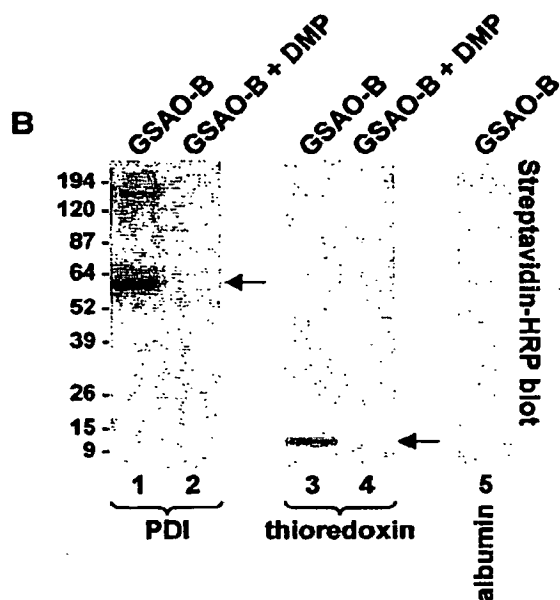 B
GSAO-B
GSAO-B + DMP
GSAO-B
GSAO-B + DMP
GSAO-B
194 -
120 -
87 -
64 -
52 -
39 -
26 -
15 -
9 -
Streptavidin-HRP blot
1 2 3 4 5
PDI thioredoxin albumin